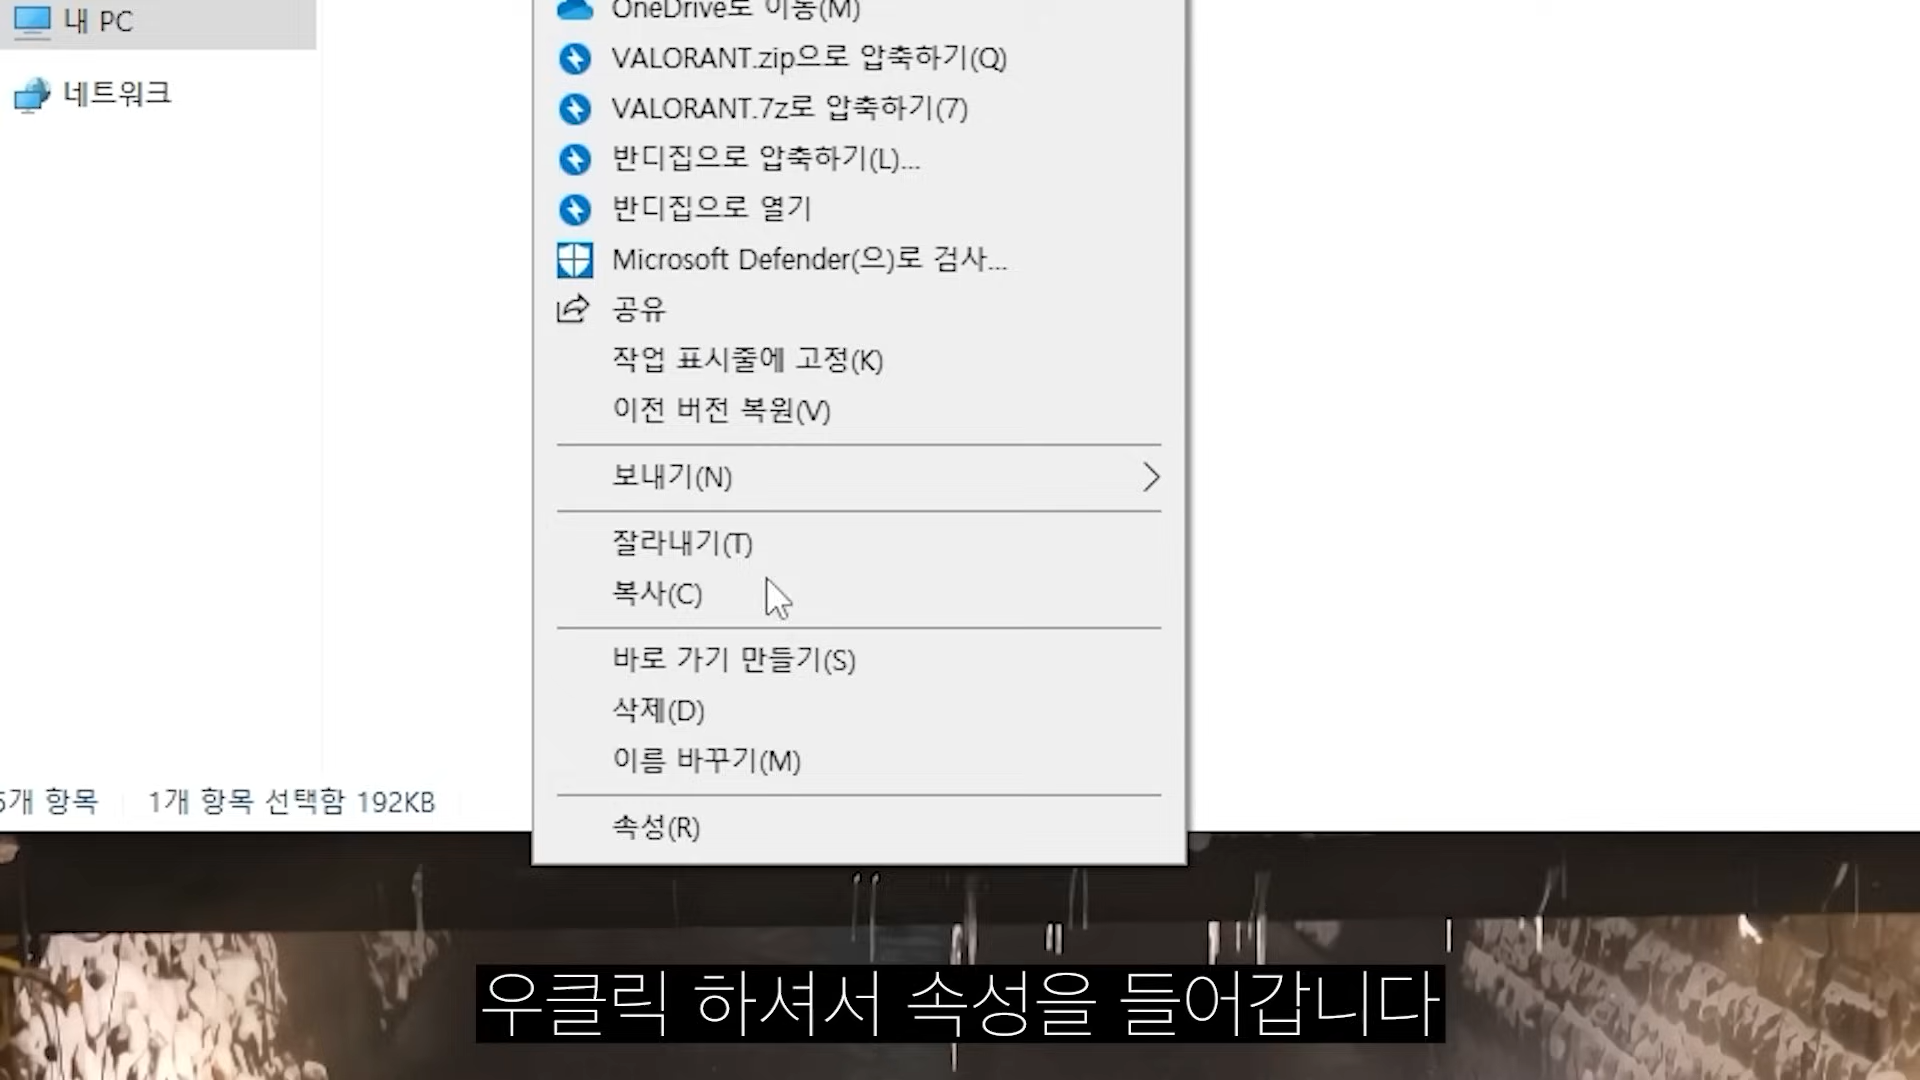 내 PC
네트워크
OneDrive로 이동(M)
VALORANT.zip으로 압축하기(Q)
VALORANT.7z로 압축하기(7)
반디집으로 압축하기(L)...
반디집으로 열기
Microsoft Defender(으)로 검사...
공유
작업 표시줄에 고정(K)
이전 버전 복원(V)
보내기(N)
잘라내기(T)
복사(C)
바로 가기 만들기(S)
삭제(D)
이름 바꾸기(M)
속성(R)
5개 항목 1개 항목 선택함 192KB
우클릭 하셔서 속성을 들어갑니다